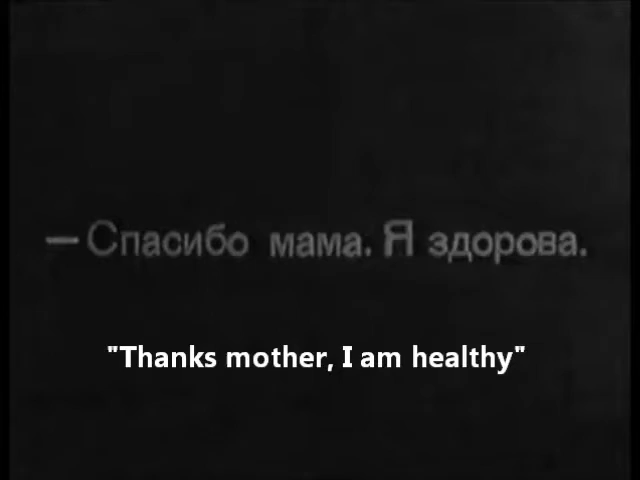 — Спасибо мама. Я здорова.
"Thanks mother, I am healthy"